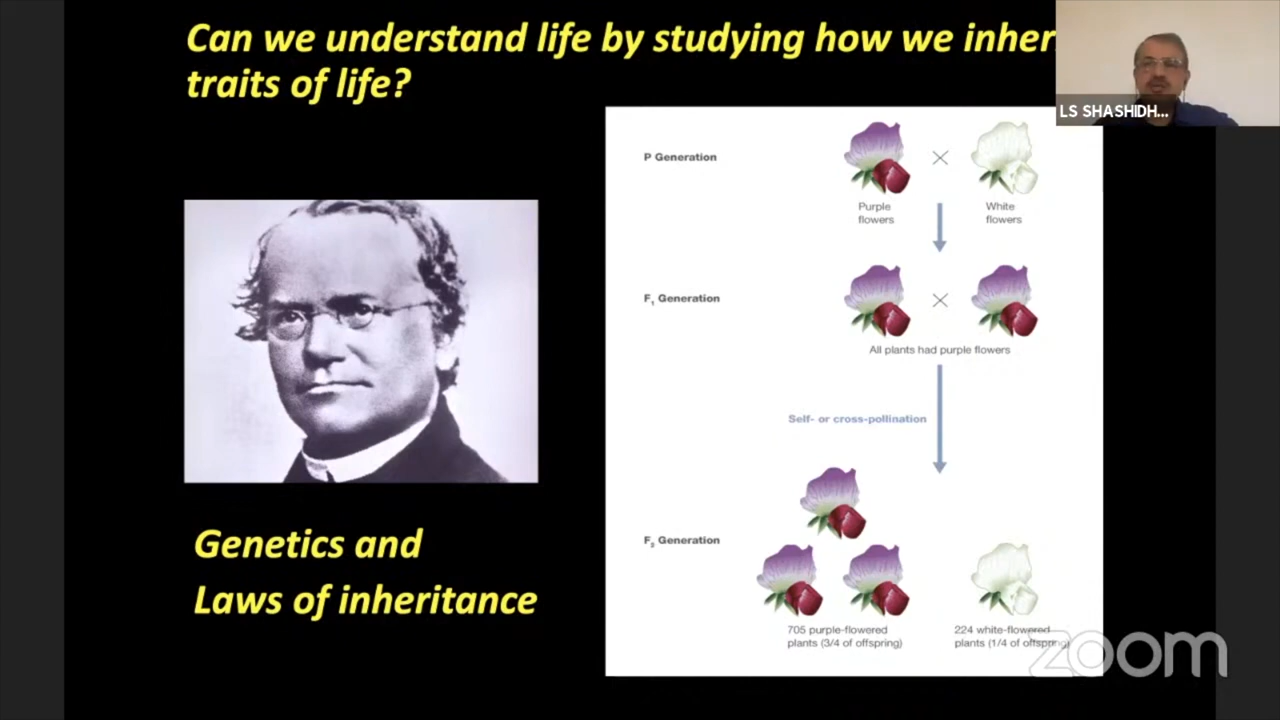 Can we understand life by studying how we inher
traits of life?
LS SHASHIDH...
P Generation
Purple
flowers
White
flowers
F₁ Generation
All plants had purple flowers
Self- or cross-pollination
F₂ Generation
705 purple-flowered
plants (3/4 of offspring)
224 white-flowered
plants (1/4 of offspring)
Genetics and
Laws of inheritance
zoom